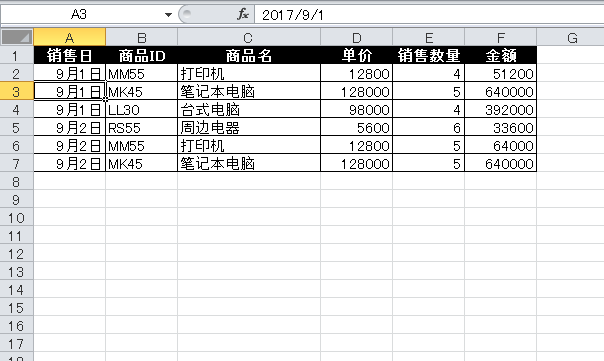 A3 fx 2017/9/1
A B C D E F G
1 销售日 商品ID 商品名 单价 销售数量 金额
2 9月1日 MM55 打印机 12800 4 51200
3 9月1日 MK45 笔记本电脑 128000 5 640000
4 9月1日 LL30 台式电脑 98000 4 392000
5 9月2日 RS55 周边电器 5600 6 33600
6 9月2日 MM55 打印机 12800 5 64000
7 9月2日 MK45 笔记本电脑 128000 5 640000
8
9
10
11
12
13
14
15
16
17